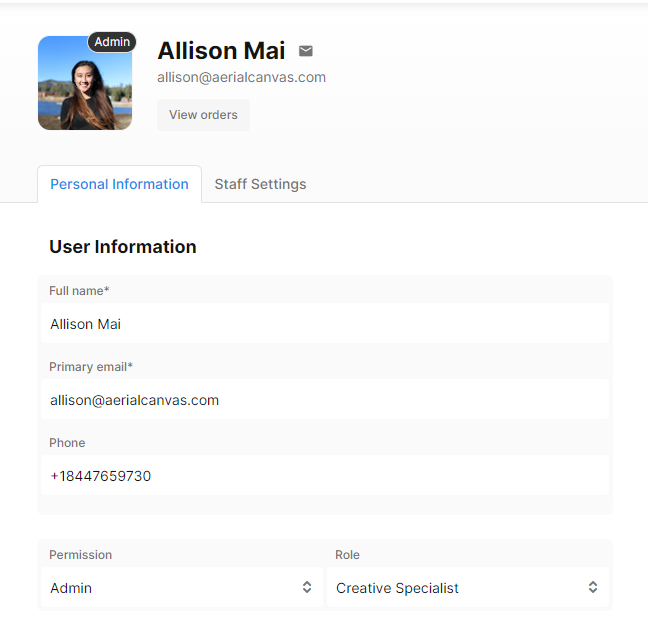 Admin
Allison Mai
allison@aerialcanvas.com
View orders
Personal Information Staff Settings
User Information
Full name*
Allison Mai
Primary email*
allison@aerialcanvas.com
Phone
+18447659730
Permission Role
Admin Creative Specialist